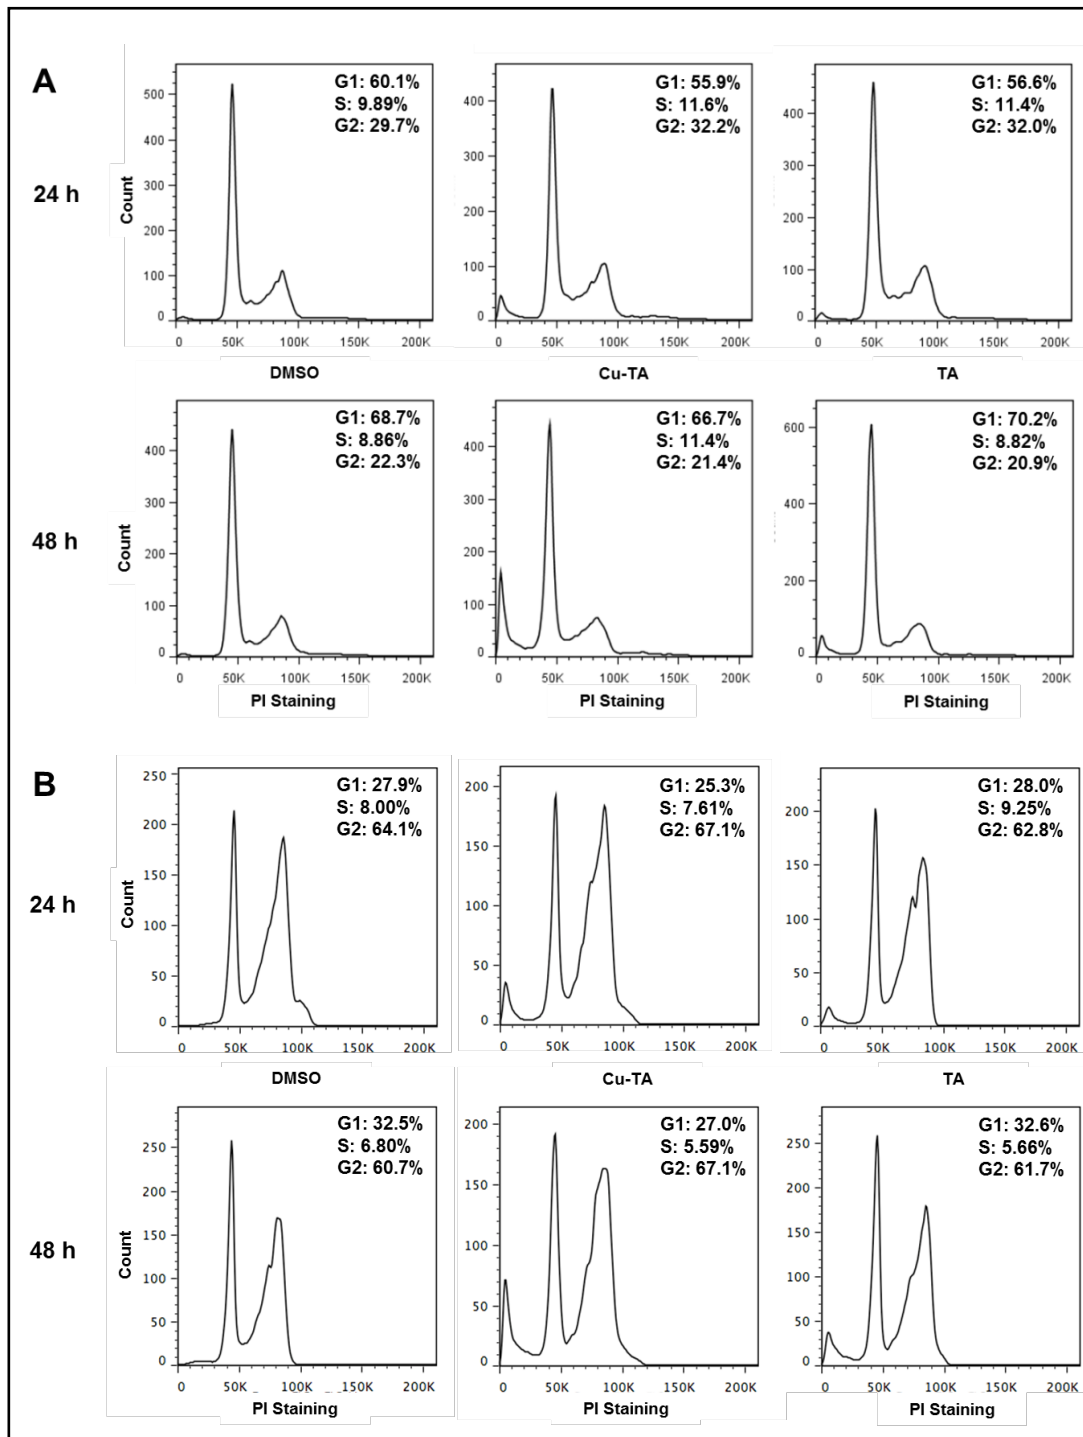 A
24 h
Count
500
400
300
200
100
0
0 50K 100K 150K 200K
G1: 60.1%
S: 9.89%
G2: 29.7%
DMSO
400
300
200
100
0
0 50K 100K 150K 200K
G1: 55.9%
S: 11.6%
G2: 32.2%
Cu-TA
400
300
200
100
0
0 50K 100K 150K 200K
G1: 56.6%
S: 11.4%
G2: 32.0%
TA
48 h
Count
400
300
200
100
0
0 50K 100K 150K 200K
G1: 68.7%
S: 8.86%
G2: 22.3%
PI Staining
400
300
200
100
0
0 50K 100K 150K 200K
G1: 66.7%
S: 11.4%
G2: 21.4%
PI Staining
600
400
200
0
0 50K 100K 150K 200K
G1: 70.2%
S: 8.82%
G2: 20.9%
PI Staining
B
24 h
Count
250
200
150
100
50
0
0 50K 100K 150K 200K
G1: 27.9%
S: 8.00%
G2: 64.1%
DMSO
200
150
100
50
0
0 50K 100K 150K 200K
G1: 25.3%
S: 7.61%
G2: 67.1%
Cu-TA
200
150
100
50
0
0 50K 100K 150K 200K
G1: 28.0%
S: 9.25%
G2: 62.8%
TA
48 h
Count
250
200
150
100
50
0
0 50K 100K 150K 200K
G1: 32.5%
S: 6.80%
G2: 60.7%
PI Staining
200
150
100
50
0
0 50K 100K 150K 200K
G1: 27.0%
S: 5.59%
G2: 67.1%
PI Staining
250
200
150
100
50
0
0 50K 100K 150K 200K
G1: 32.6%
S: 5.66%
G2: 61.7%
PI Staining